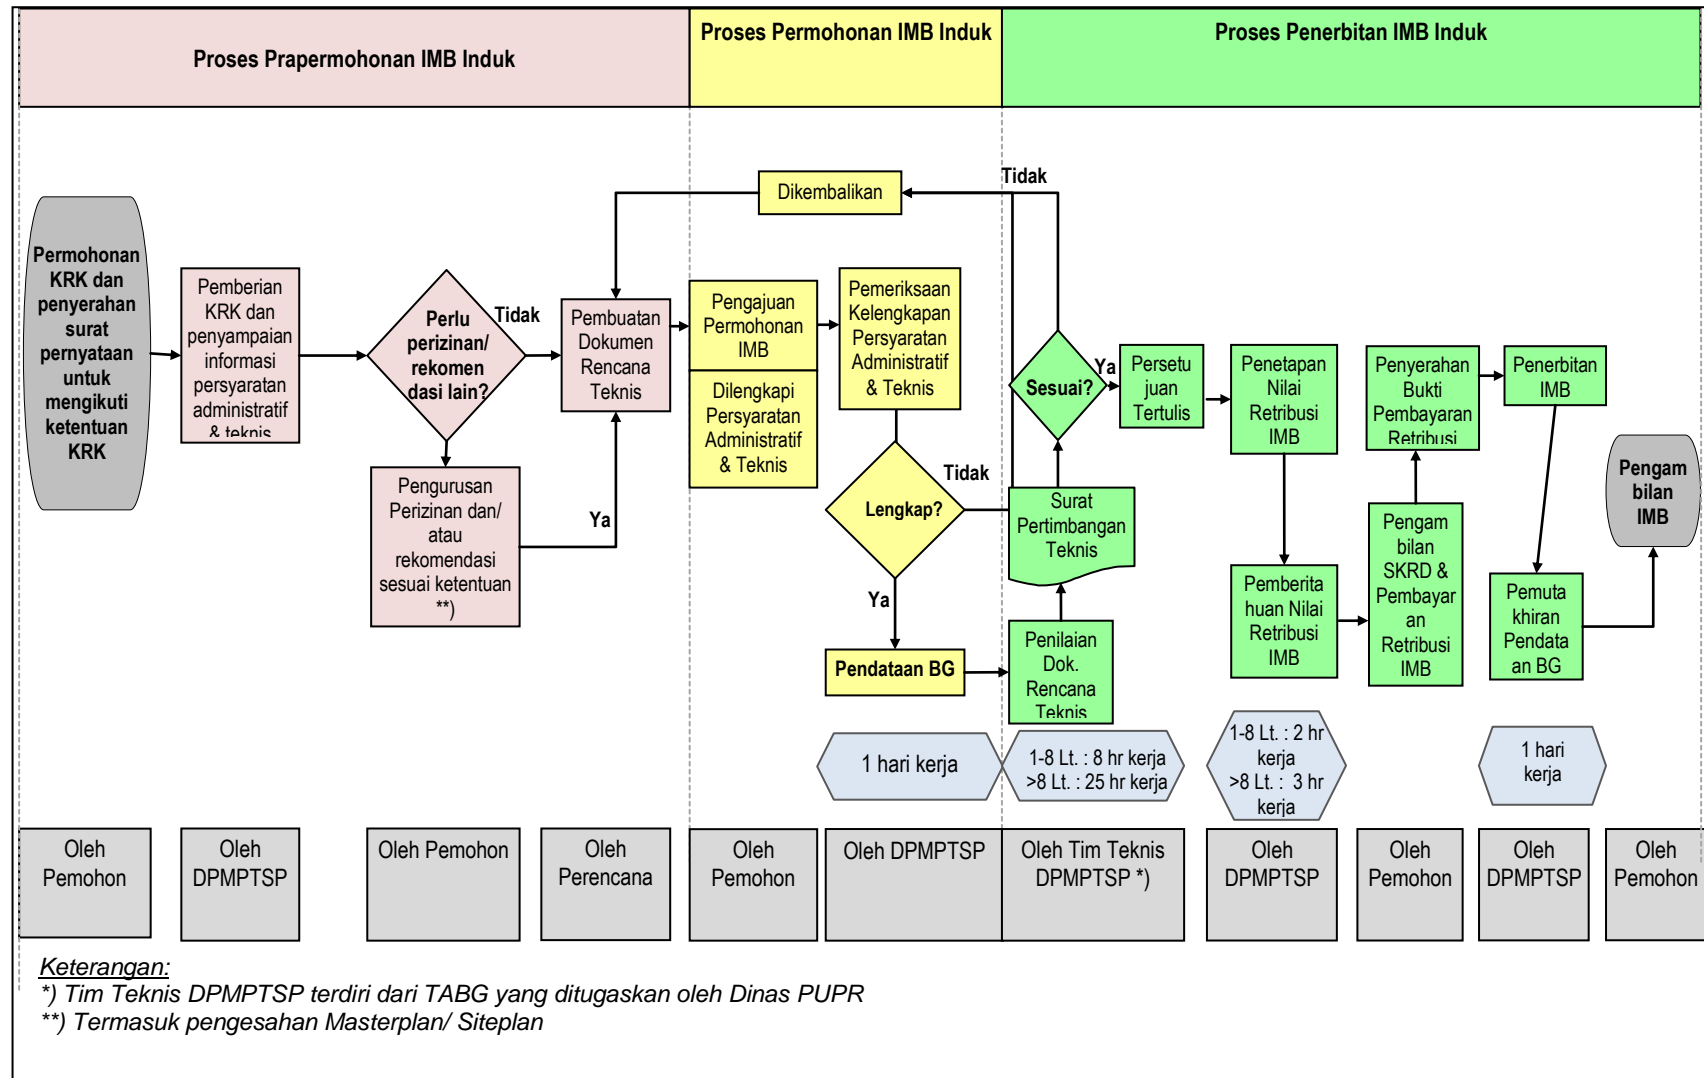 Proses Prapermohonan IMB Induk
Proses Permohonan IMB Induk
Proses Penerbitan IMB Induk
Permohonan
KRK dan
penyerahan
surat
pernyataan
untuk
mengikuti
ketentuan
KRK
Pemberian
KRK dan
penyampaian
informasi
persyaratan
administratif
& teknis
Perlu
perizinan/
rekomen
dasi lain?
Tidak
Pengurusan
Perizinan dan/
atau
rekomendasi
sesuai ketentuan
**)
Ya
Pembuatan
Dokumen
Rencana
Teknis
Dikembalikan
Pengajuan
Permohonan
IMB
Dilengkapi
Persyaratan
Administratif
& Teknis
Pemeriksaan
Kelengkapan
Persyaratan
Administratif
& Teknis
Lengkap?
Tidak
Ya
Pendataan BG
Tidak
Sesuai?
Ya
Surat
Pertimbangan
Teknis
Penilaian
Dok.
Rencana
Teknis
Persetu
juan
Tertulis
Penetapan
Nilai
Retribusi
IMB
Pemberita
huan Nilai
Retribusi
IMB
Penyerahan
Bukti
Pembayaran
Retribusi
Pengam
bilan
SKRD &
Pembayar
an
Retribusi
IMB
Penerbitan
IMB
Pemuta
khiran
Pendata
an BG
Pengam
bilan
IMB
1 hari kerja
1-8 Lt. : 8 hr kerja
>8 Lt. : 25 hr kerja
1-8 Lt. : 2 hr
kerja
>8 Lt. : 3 hr
kerja
1 hari
kerja
Oleh
Pemohon
Oleh
DPMPTSP
Oleh Pemohon
Oleh
Perencana
Oleh
Pemohon
Oleh DPMPTSP
Oleh Tim Teknis
DPMPTSP *)
Oleh
DPMPTSP
Oleh
Pemohon
Oleh
DPMPTSP
Oleh
Pemohon
Keterangan:
*) Tim Teknis DPMPTSP terdiri dari TABG yang ditugaskan oleh Dinas PUPR
**) Termasuk pengesahan Masterplan/ Siteplan